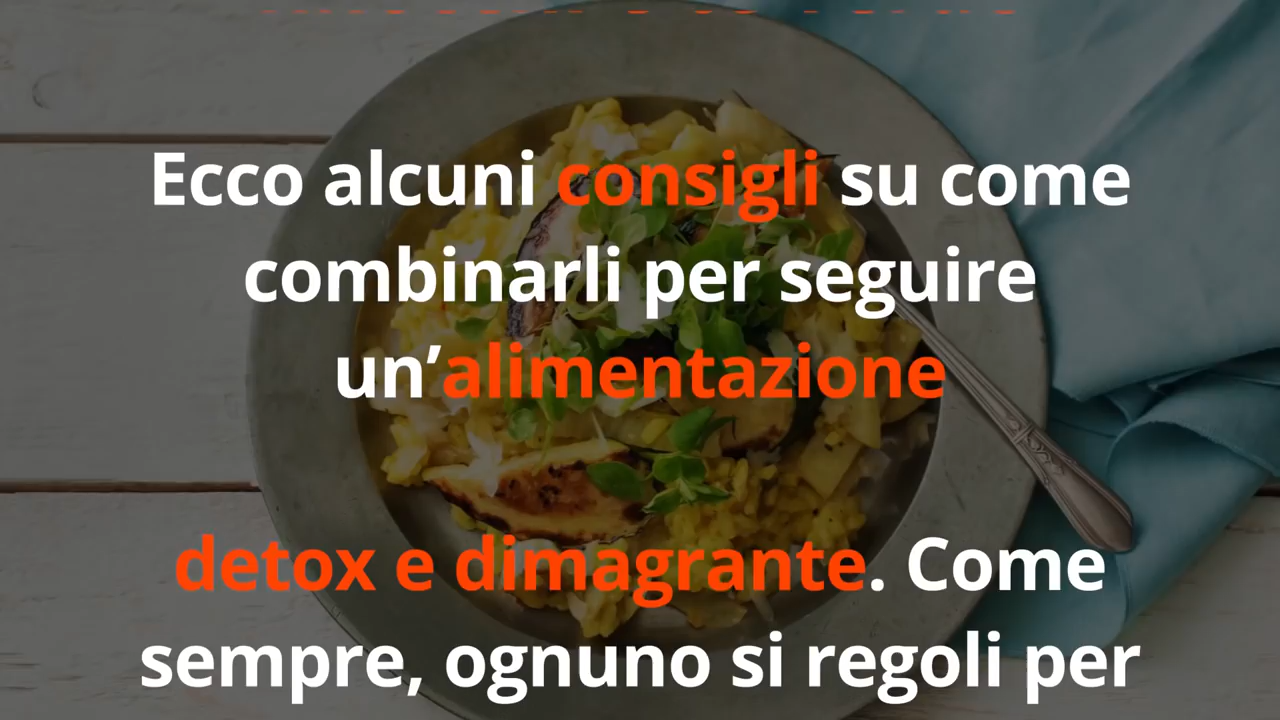 Ecco alcuni consigli su come
combinarli per seguire
un’alimentazione
detox e dimagrante. Come
sempre, ognuno si regoli per